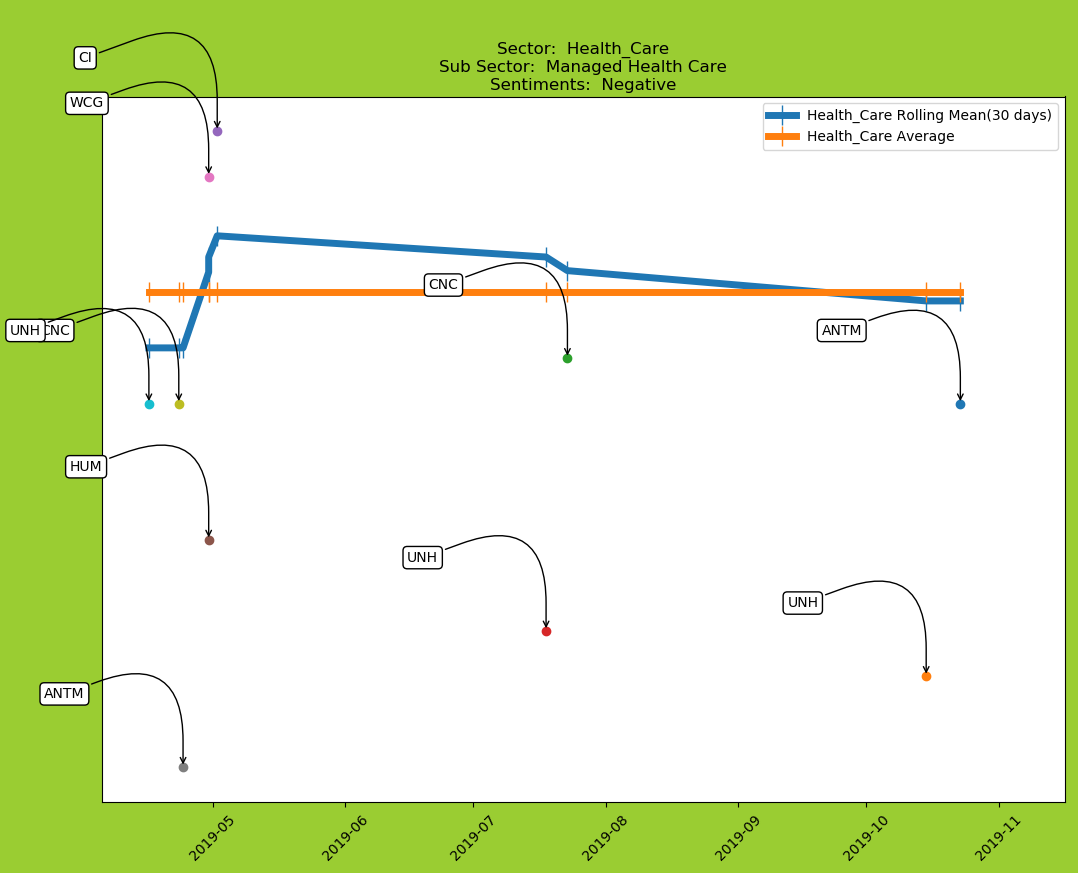 Sector:  Health_Care
Sub Sector:  Managed Health Care
Sentiments:  Negative
CI
WCG
Health_Care Rolling Mean(30 days)
Health_Care Average
CNC
UNH
CNC
ANTM
HUM
UNH
UNH
ANTM
2019-05
2019-06
2019-07
2019-08
2019-09
2019-10
2019-11